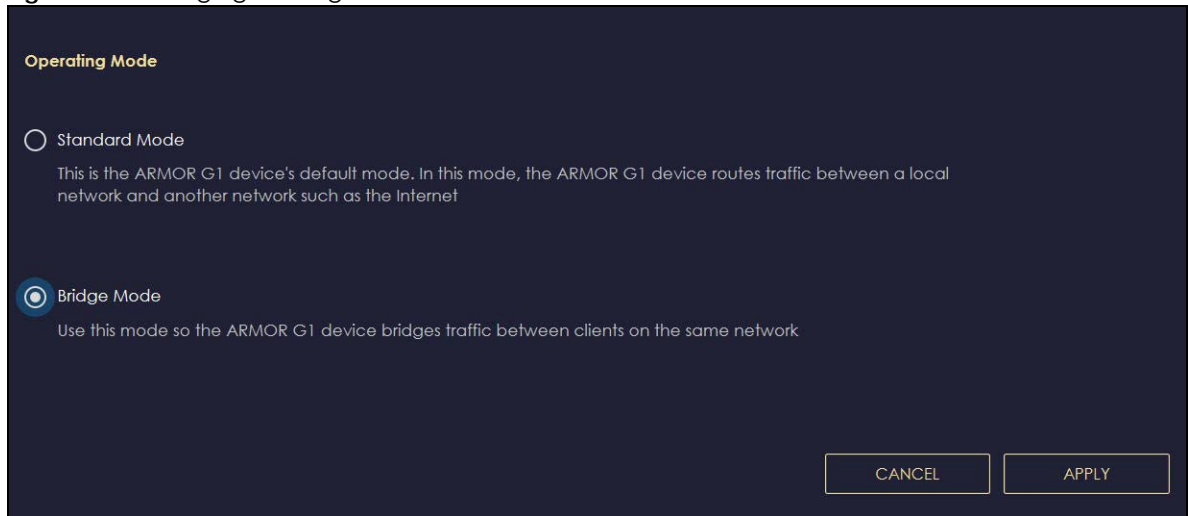 Operating Mode
Standard Mode
This is the ARMOR G1 device's default mode. In this mode, the ARMOR G1 device routes traffic between a local
network and another network such as the Internet
Bridge Mode
Use this mode so the ARMOR G1 device bridges traffic between clients on the same network
CANCEL
APPLY